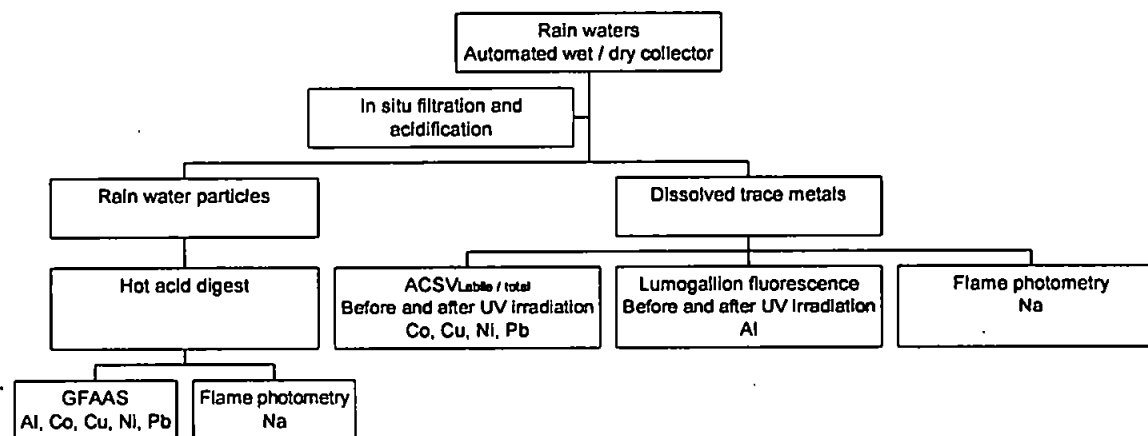 Rain waters
Automated wet / dry collector
In situ filtration and
acidification
Rain water particles
Dissolved trace metals
Hot acid digest
ACSVLabile / total
Before and after UV irradiation
Co, Cu, Ni, Pb
Lumogallion fluorescence
Before and after UV irradiation
Al
Flame photometry
Na
GFAAS
Al, Co, Cu, Ni, Pb
Flame photometry
Na